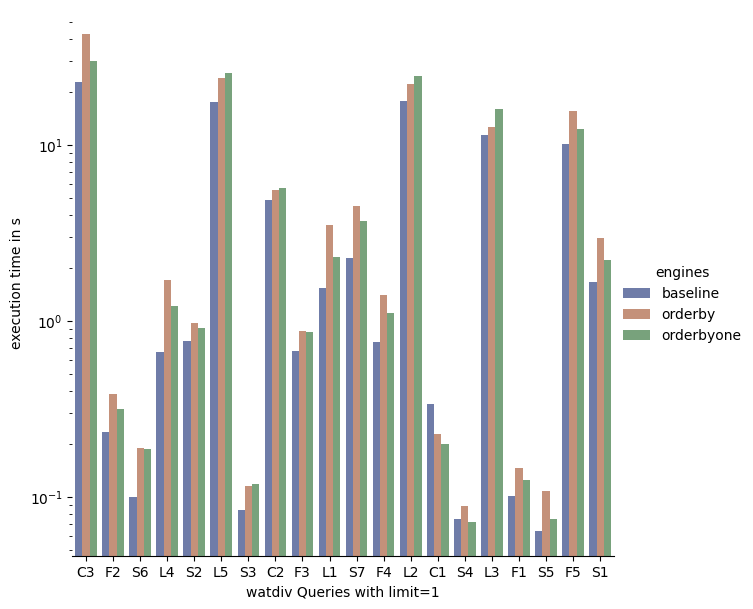 execution time in s
10¹
10⁰
10⁻¹
C3 F2 S6 L4 S2 L5 S3 C2 F3 L1 S7 F4 L2 C1 S4 L3 F1 S5 F5 S1
watdiv Queries with limit=1
engines
baseline
orderby
orderbyone